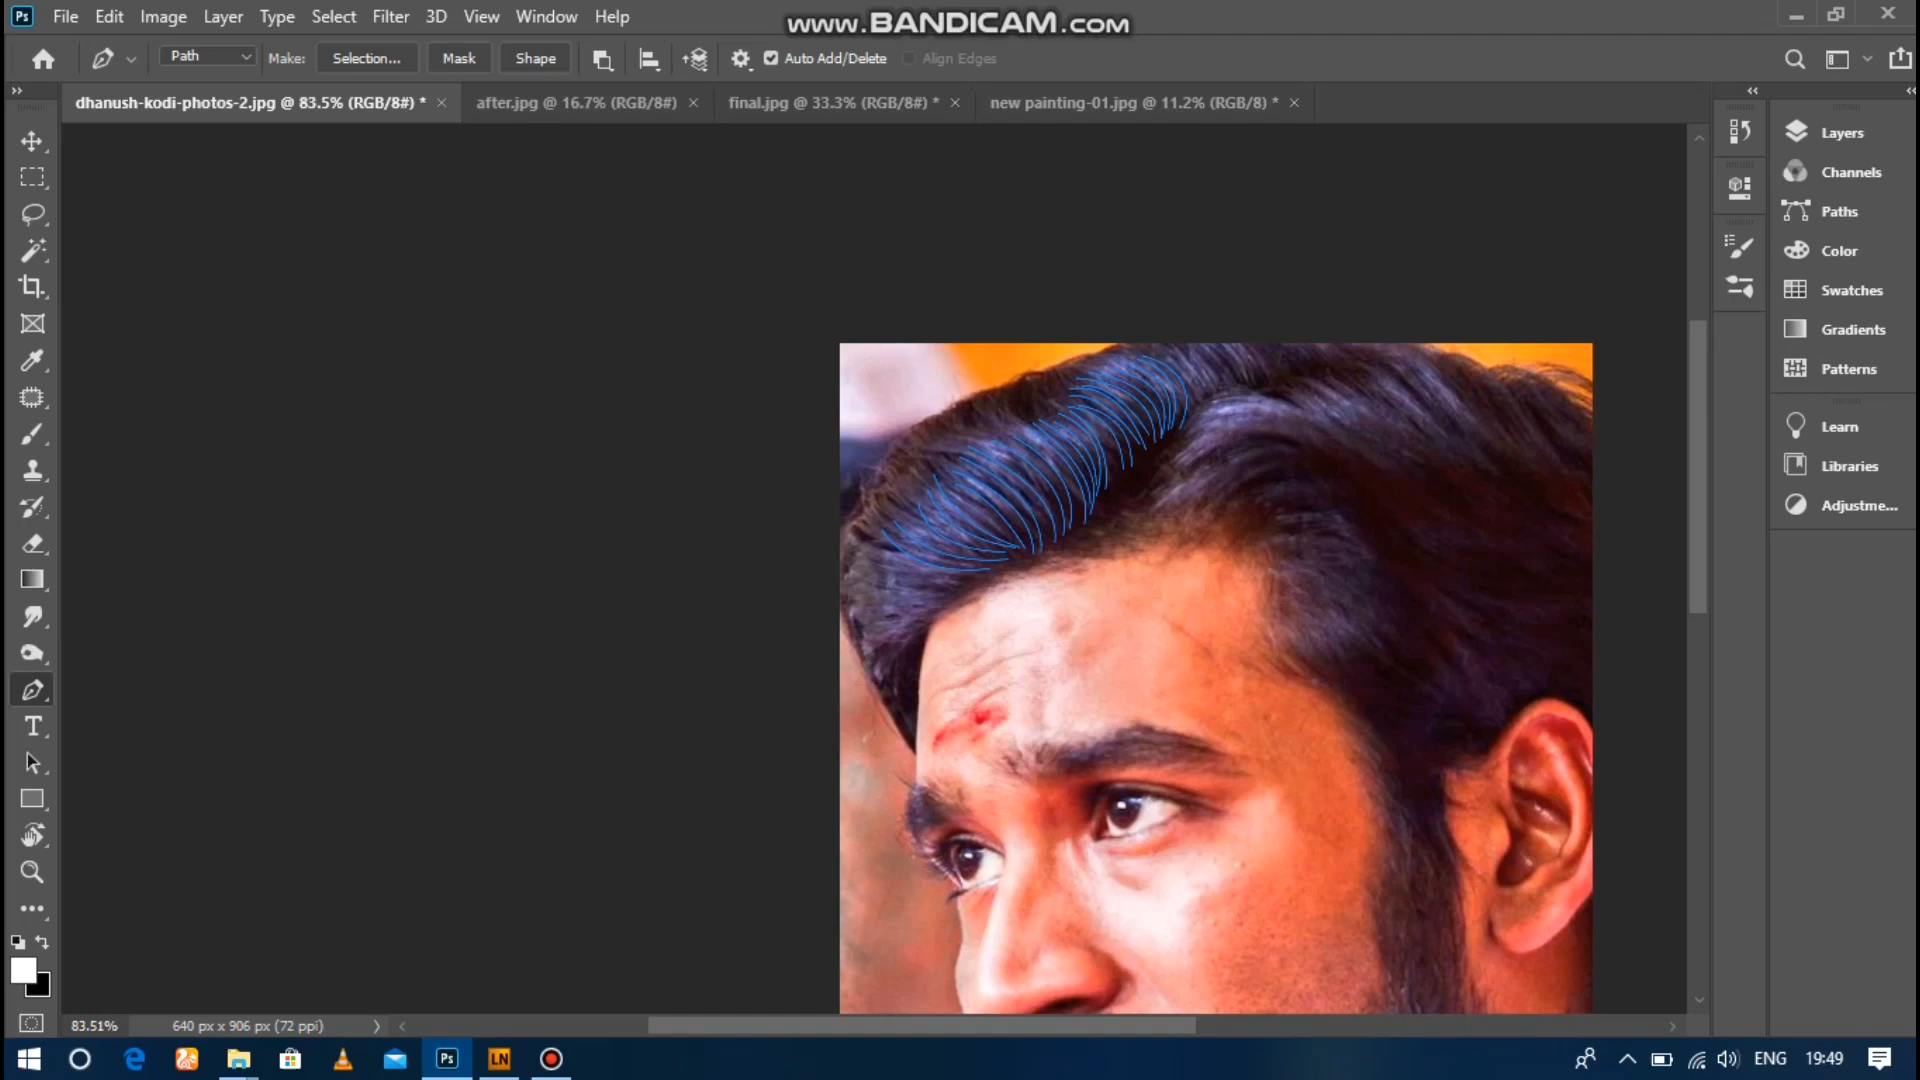 www.BANDICAM.com
Ps File Edit Image Layer Type Select Filter 3D View Window Help
Path Make: Selection... Mask Shape Auto Add/Delete Align Edges
dhanush-kodi-photos-2.jpg @ 83.5% (RGB/8#) * × after.jpg @ 16.7% (RGB/8#) × final.jpg @ 33.3% (RGB/8#) * × new painting-01.jpg @ 11.2% (RGB/8) * ×
Layers
Channels
Paths
Color
Swatches
Gradients
Patterns
Learn
Libraries
Adjustme...
T
83.51% 640 px x 906 px (72 ppi)
Ps LN ENG 19:49